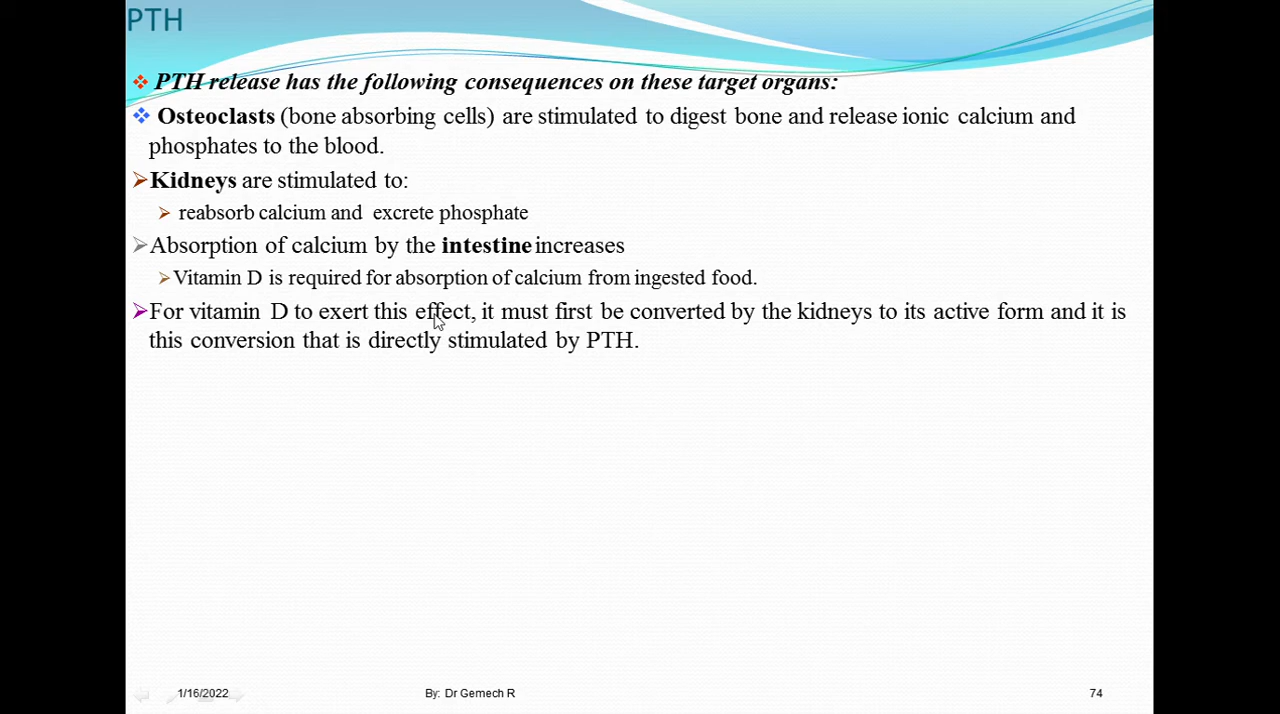 PTH
PTH release has the following consequences on these target organs:
Osteoclasts (bone absorbing cells) are stimulated to digest bone and release ionic calcium and
phosphates to the blood.
Kidneys are stimulated to:
reabsorb calcium and excrete phosphate
Absorption of calcium by the intestine increases
Vitamin D is required for absorption of calcium from ingested food.
For vitamin D to exert this effect, it must first be converted by the kidneys to its active form and it is
this conversion that is directly stimulated by PTH.
1/16/2022 By: Dr Gemech R 74